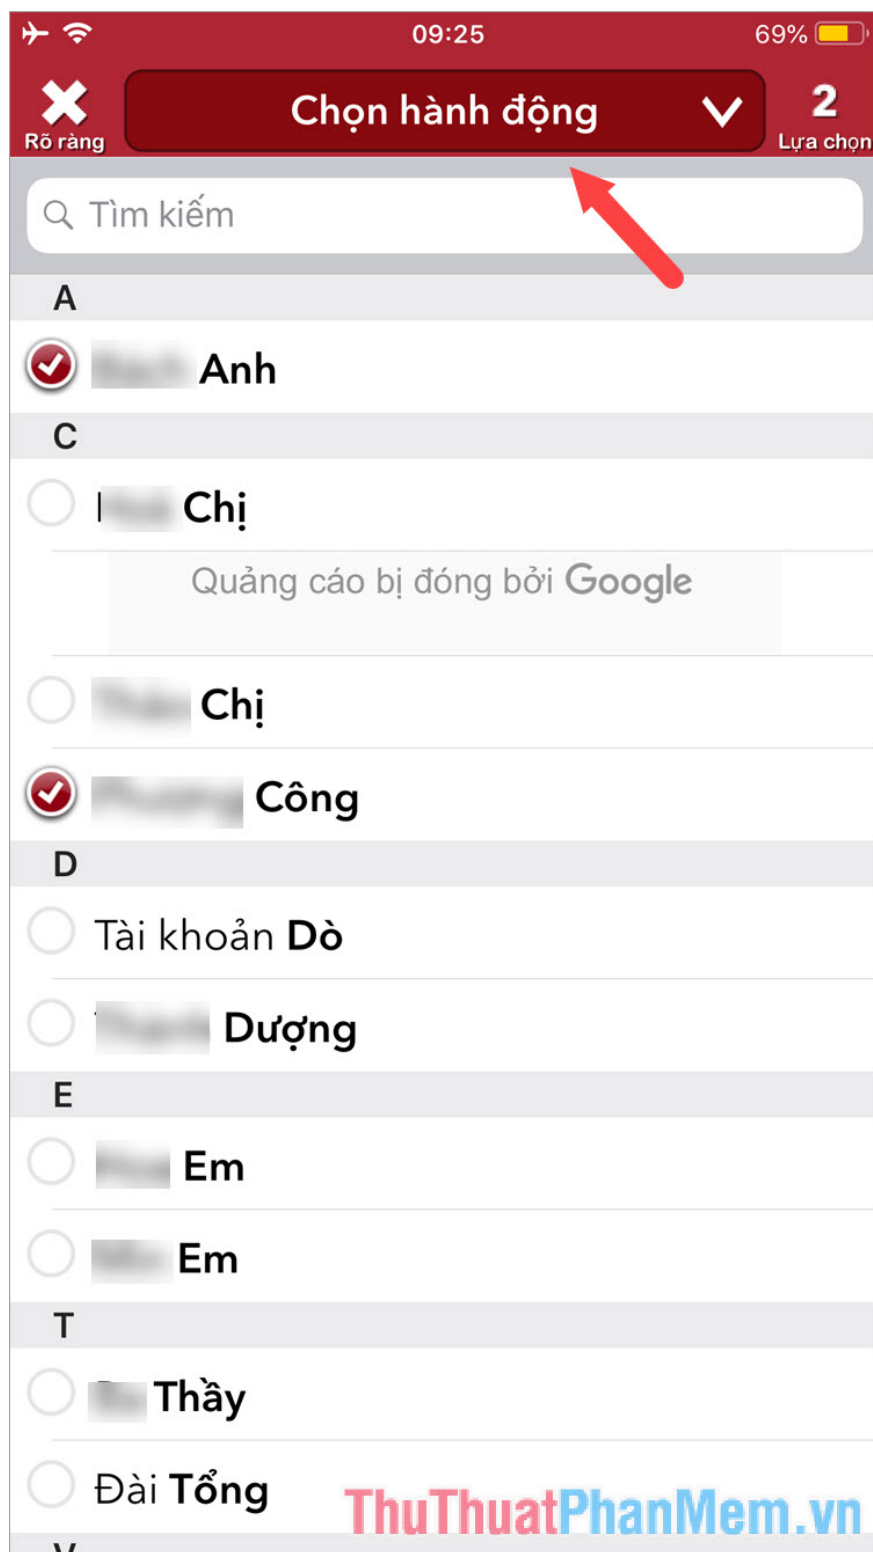 09:25
69%
Chọn hành động
2
Rõ ràng
Lựa chọn
Tìm kiếm
A
Anh
C
Chị
Quảng cáo bị đóng bởi Google
Chị
Công
D
Tài khoản Dò
Dượng
E
Em
Em
T
Thầy
Đài Tổng
ThuThuatPhanMem.vn